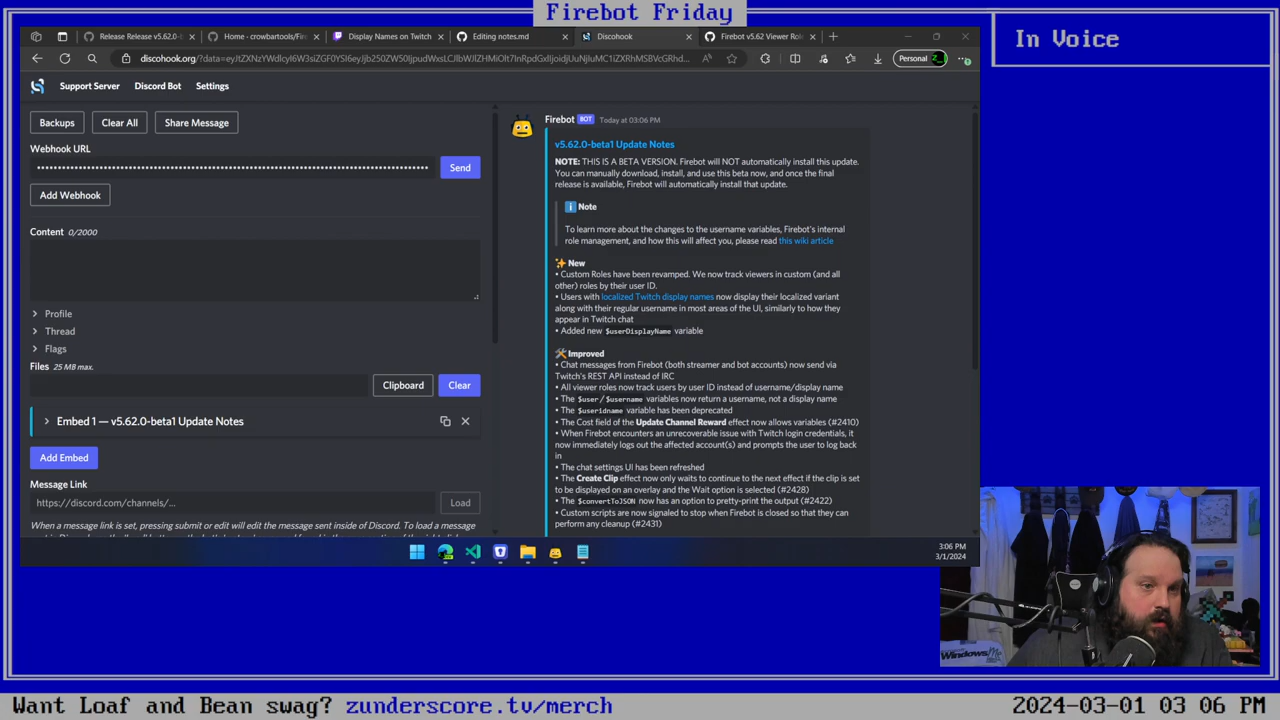 Firebot Friday
Release Release v5.62.0-b
Home · crowbartools/Fir
Display Names on Twitch
Editing notes.md
Discohook
Firebot v5.62 Viewer Rol
discohook.org/?data=
Personal
Support Server
Discord Bot
Settings
Backups
Clear All
Share Message
Webhook URL
Send
Add Webhook
Content 0/2000
Profile
Thread
Flags
Files 25 MB max.
Clipboard
Clear
Embed 1 — v5.62.0-beta1 Update Notes
Add Embed
Message Link
https://discord.com/channels/...
Load
When a message link is set, pressing submit or edit will edit the message sent inside of Discord. To load a message
Firebot BOT Today at 03:06 PM
v5.62.0-beta1 Update Notes
NOTE: THIS IS A BETA VERSION. Firebot will NOT automatically install this update.
You can manually download, install, and use this beta now, and once the final
release is available, Firebot will automatically install that update.
Note
To learn more about the changes to the username variables, Firebot's internal
role management, and how this will affect you, please read this wiki article
New
• Custom Roles have been revamped. We now track viewers in custom (and all
other) roles by their user ID.
• Users with localized Twitch display names now display their localized variant
along with their regular username in most areas of the UI, similarly to how they
appear in Twitch chat
• Added new $userDisplayName variable
Improved
• Chat messages from Firebot (both streamer and bot accounts) now send via
Twitch's REST API instead of IRC
• All viewer roles now track users by user ID instead of username/display name
• The $user/$username variables now return a username, not a display name
• The $useridname variable has been deprecated
• The Cost field of the Update Channel Reward effect now allows variables (#2410)
• When Firebot encounters an unrecoverable issue with Twitch login credentials, it
now immediately logs out the affected account(s) and prompts the user to log back
in
• The chat settings UI has been refreshed
• The Create Clip effect now only waits to continue to the next effect if the clip is set
to be displayed on an overlay and the Wait option is selected (#2428)
• The $convertToJSON now has an option to pretty-print the output (#2422)
• Custom scripts are now signaled to stop when Firebot is closed so that they can
perform any cleanup (#2431)
3:06 PM
3/1/2024
In Voice
Windows Me
Want Loaf and Bean swag? zunderscore.tv/merch
2024-03-01 03 06 PM